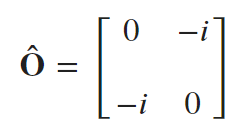 Ô = [ 0 −i ]
[ −i 0 ]